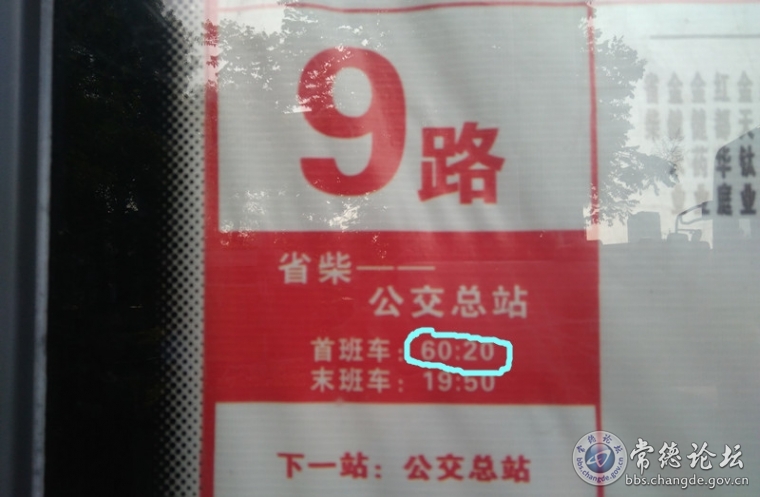 9路
省柴——
公交总站
首班车：60:20
末班车：19:50
下一站：公交总站
常德论坛
bbs.changde.gov.cn